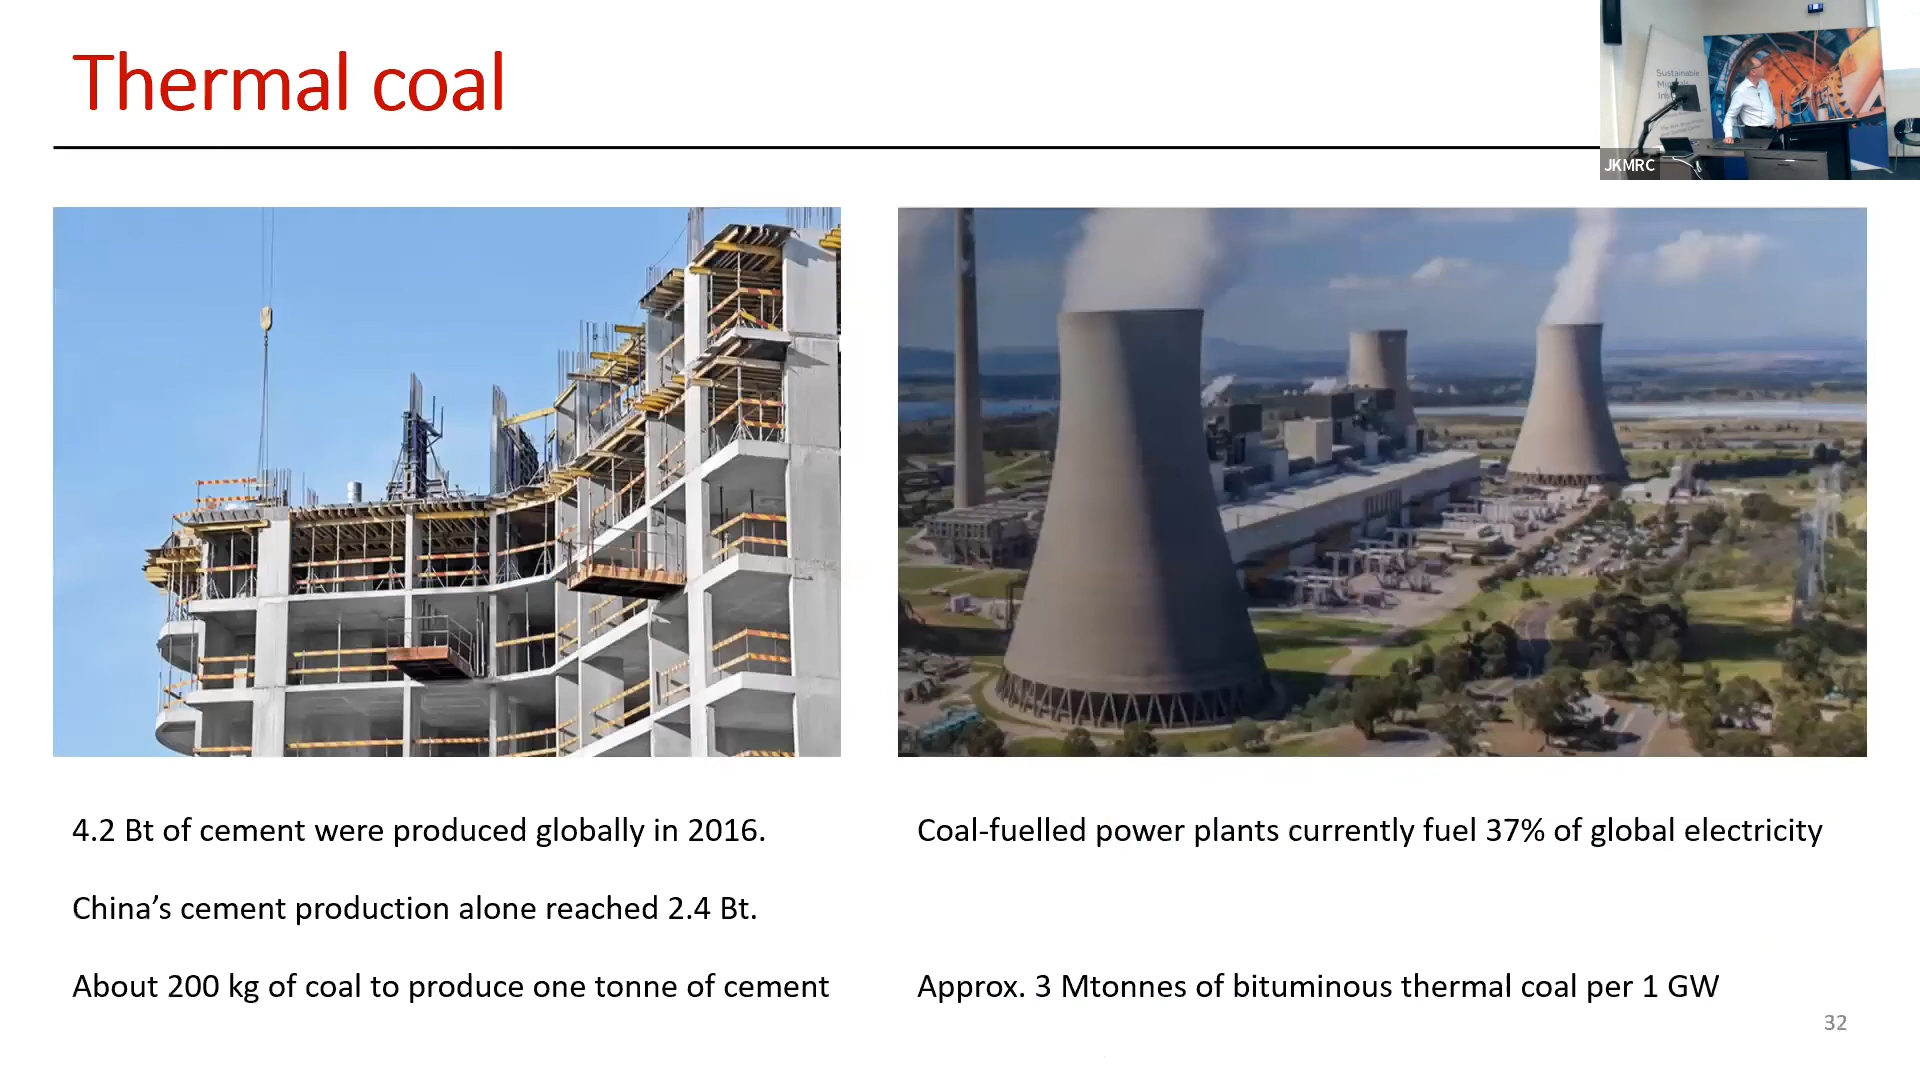 Thermal coal
Sustainable
JKMRC
4.2 Bt of cement were produced globally in 2016.
China’s cement production alone reached 2.4 Bt.
About 200 kg of coal to produce one tonne of cement
Coal-fuelled power plants currently fuel 37% of global electricity
Approx. 3 Mtonnes of bituminous thermal coal per 1 GW
32